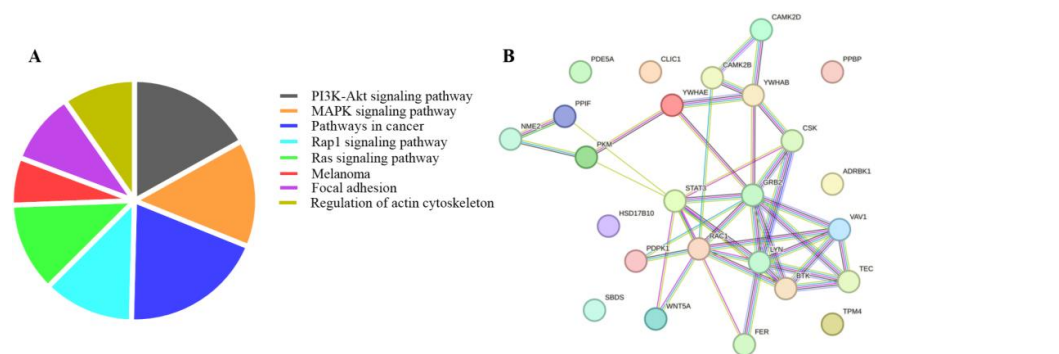 A
PI3K-Akt signaling pathway
MAPK signaling pathway
Pathways in cancer
Rap1 signaling pathway
Ras signaling pathway
Melanoma
Focal adhesion
Regulation of actin cytoskeleton
B
CAMK2D
PDE5A
CLIC1
CAMK2B
PPBP
YWHAB
YWHAE
PPIF
NME2
CSK
PKM
ADRBK1
STAT3
GRB2
HSD17B10
VAV1
RAC1
PDPK1
LYN
TEC
BTK
SBDS
WNT5A
TPM4
FER